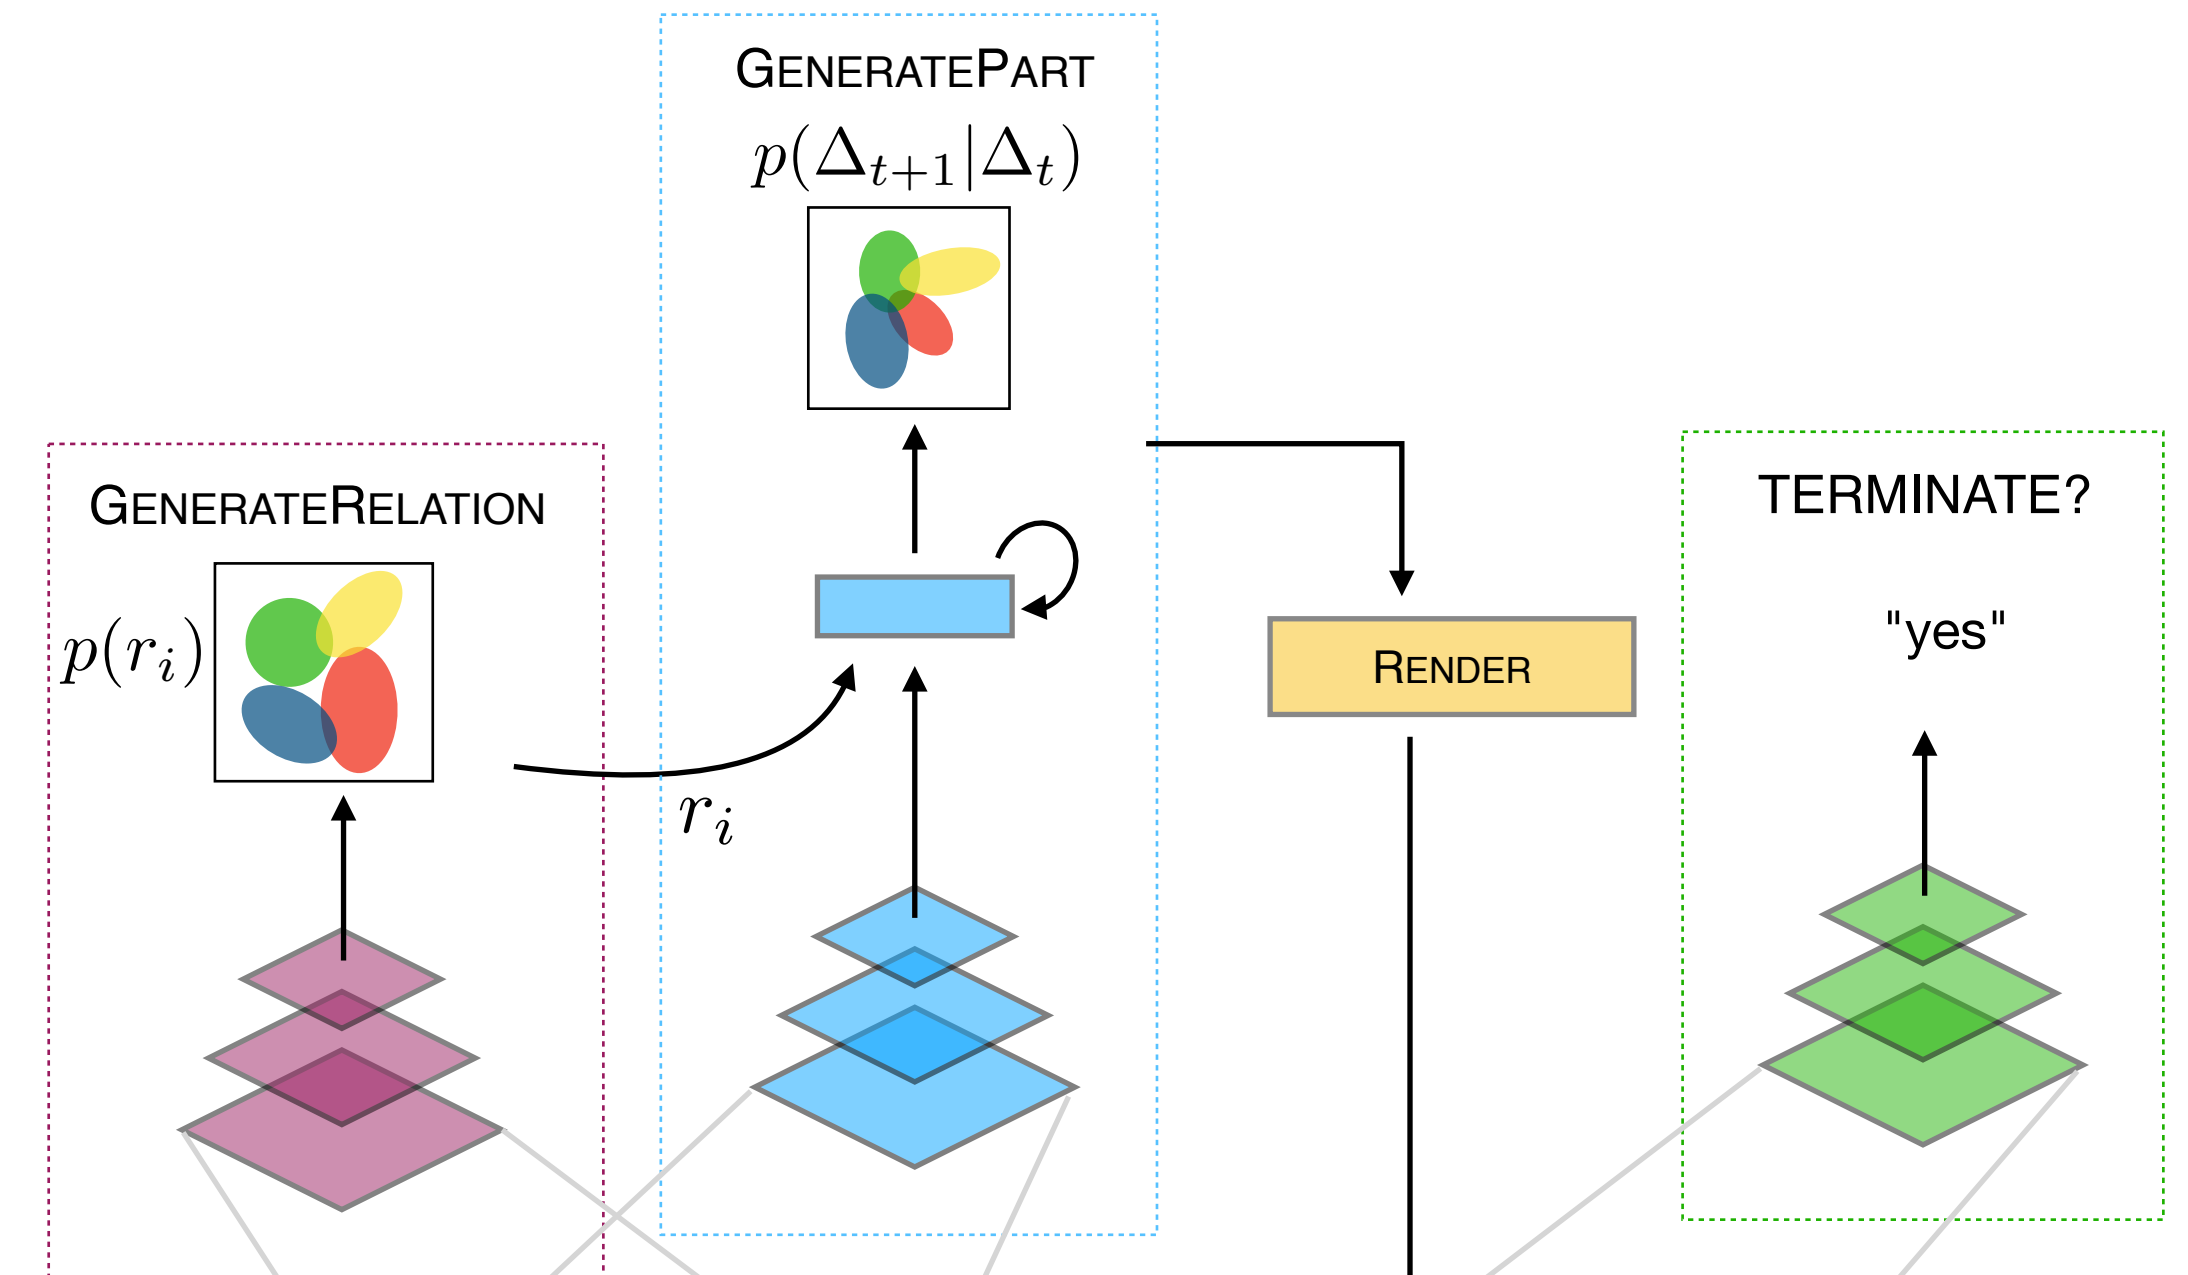 GENERATEPART
p(Δ_{t+1}|Δ_t)
GENERATERELATION
p(r_i)
r_i
RENDER
TERMINATE?
"yes"